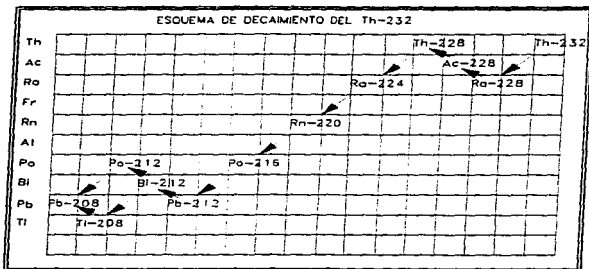 ESQUEMA DE DECAIMIENTO DEL Th-232
Th Th-228 Th-232
Ac Ac-228
Ra Ra-224 Ra-228
Fr
Rn Rn-220
At
Po Po-212 Po-216
Bi Bi-212
Pb Pb-208 Pb-212
Tl Tl-208